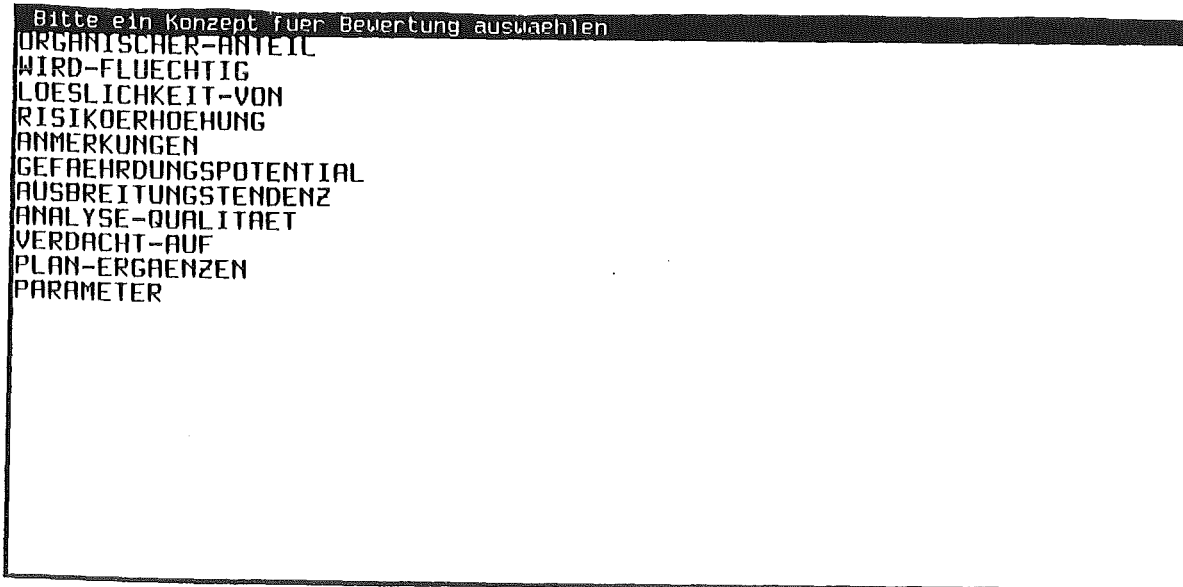 Bitte ein Konzept fuer Bewertung auswaehlen
ORGANISCHER-ANTEIL
WIRD-FLUECHTIG
LOESLICHKEIT-VON
RISIKOERHOEHUNG
ANMERKUNGEN
GEFAEHRDUNGSPOTENTIAL
AUSBREITUNGSTENDENZ
ANALYSE-QUALITAET
VERDACHT-AUF
PLAN-ERGAENZEN
PARAMETER